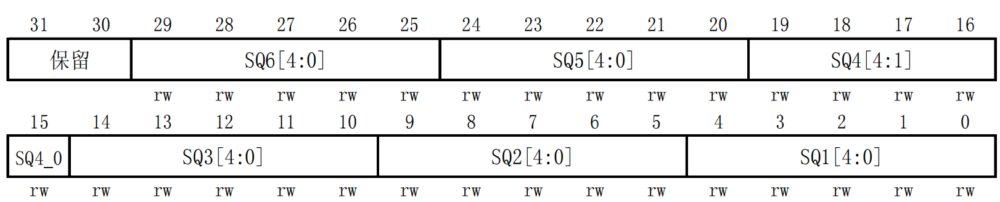 31 30 29 28 27 26 25 24 23 22 21 20 19 18 17 16
保留 SQ6[4:0] SQ5[4:0] SQ4[4:1]
rw rw rw rw rw rw rw rw rw rw rw rw rw rw
15 14 13 12 11 10 9 8 7 6 5 4 3 2 1 0
SQ4_0 SQ3[4:0] SQ2[4:0] SQ1[4:0]
rw rw rw rw rw rw rw rw rw rw rw rw rw rw rw rw